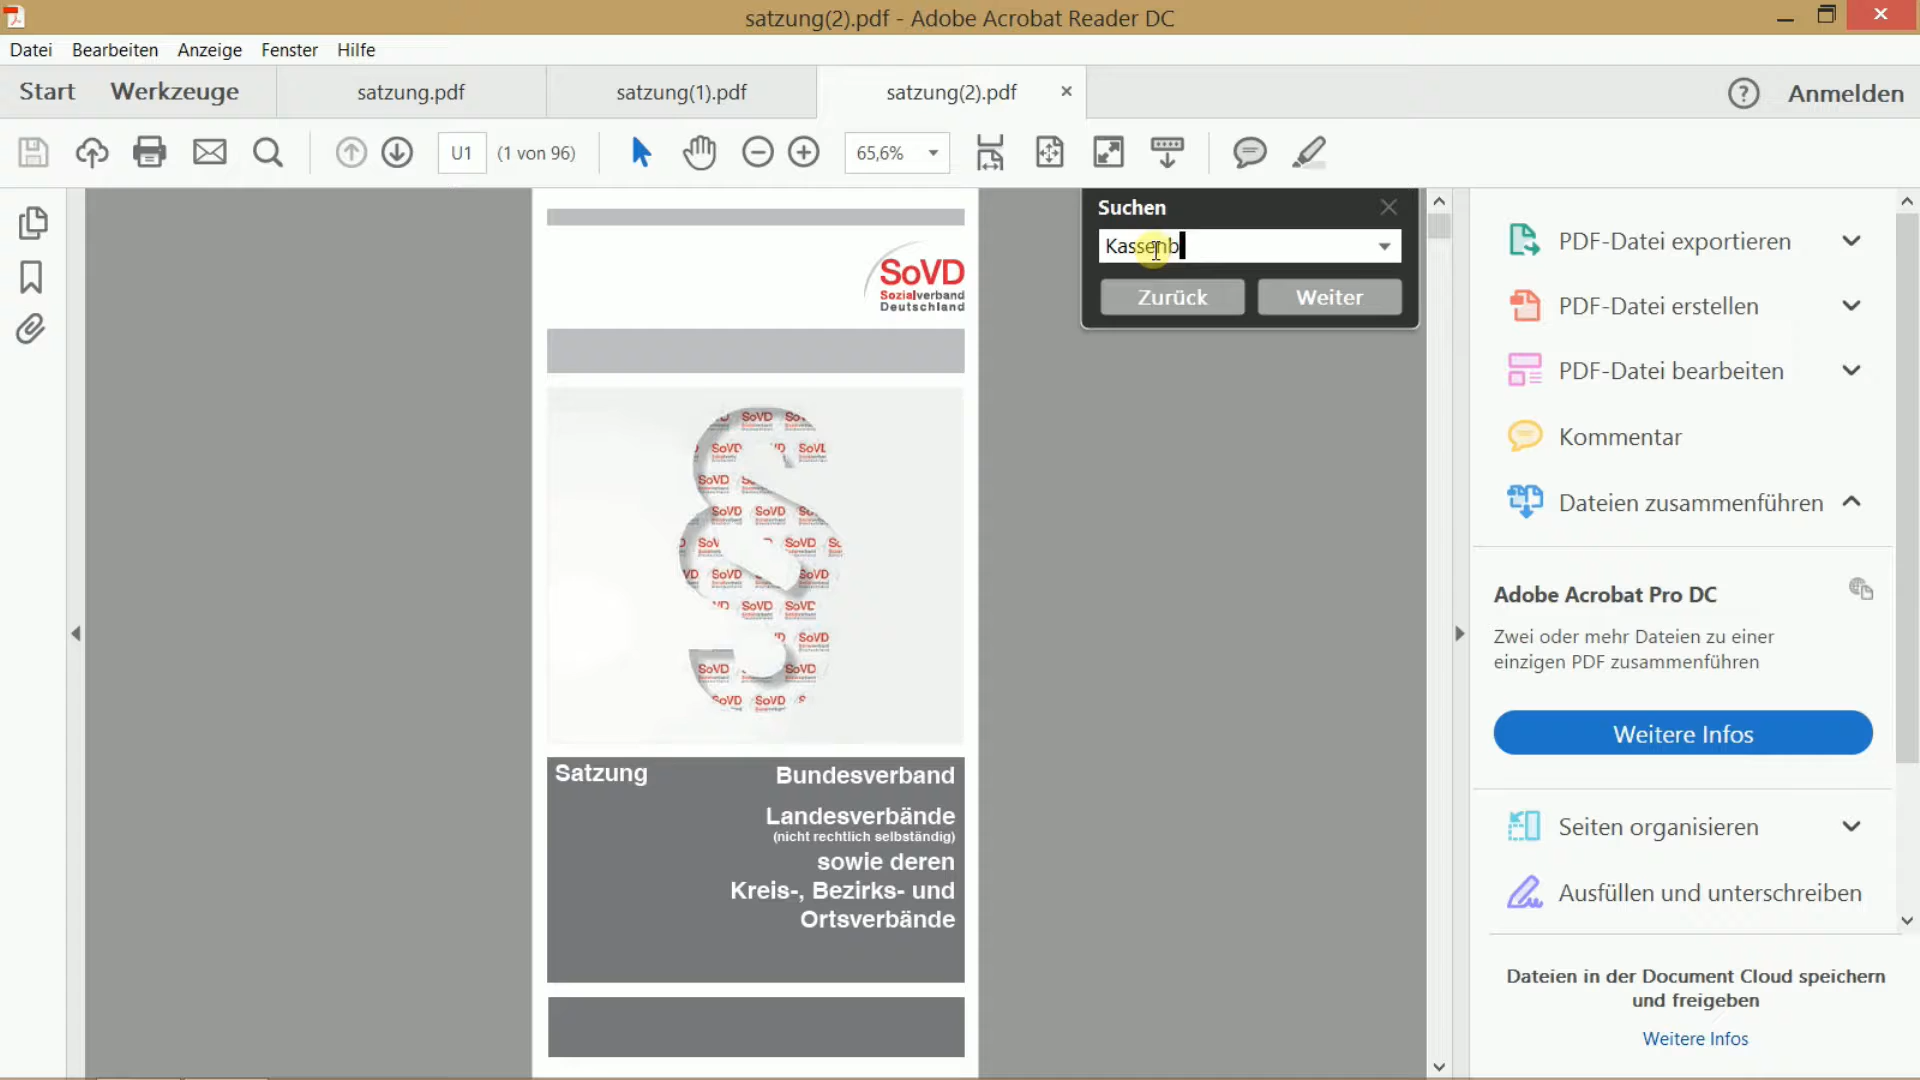 satzung(2).pdf - Adobe Acrobat Reader DC
Datei Bearbeiten Anzeige Fenster Hilfe
Start Werkzeuge satzung.pdf satzung(1).pdf satzung(2).pdf Anmelden
U1 (1 von 96) 65,6%
Suchen
Kassenb
Zurück Weiter
SoVD
Sozialverband
Deutschland
Satzung Bundesverband
Landesverbände
(nicht rechtlich selbständig)
sowie deren
Kreis-, Bezirks- und
Ortsverbände
PDF-Datei exportieren
PDF-Datei erstellen
PDF-Datei bearbeiten
Kommentar
Dateien zusammenführen
Adobe Acrobat Pro DC
Zwei oder mehr Dateien zu einer
einzigen PDF zusammenführen
Weitere Infos
Seiten organisieren
Ausfüllen und unterschreiben
Dateien in der Document Cloud speichern
und freigeben
Weitere Infos